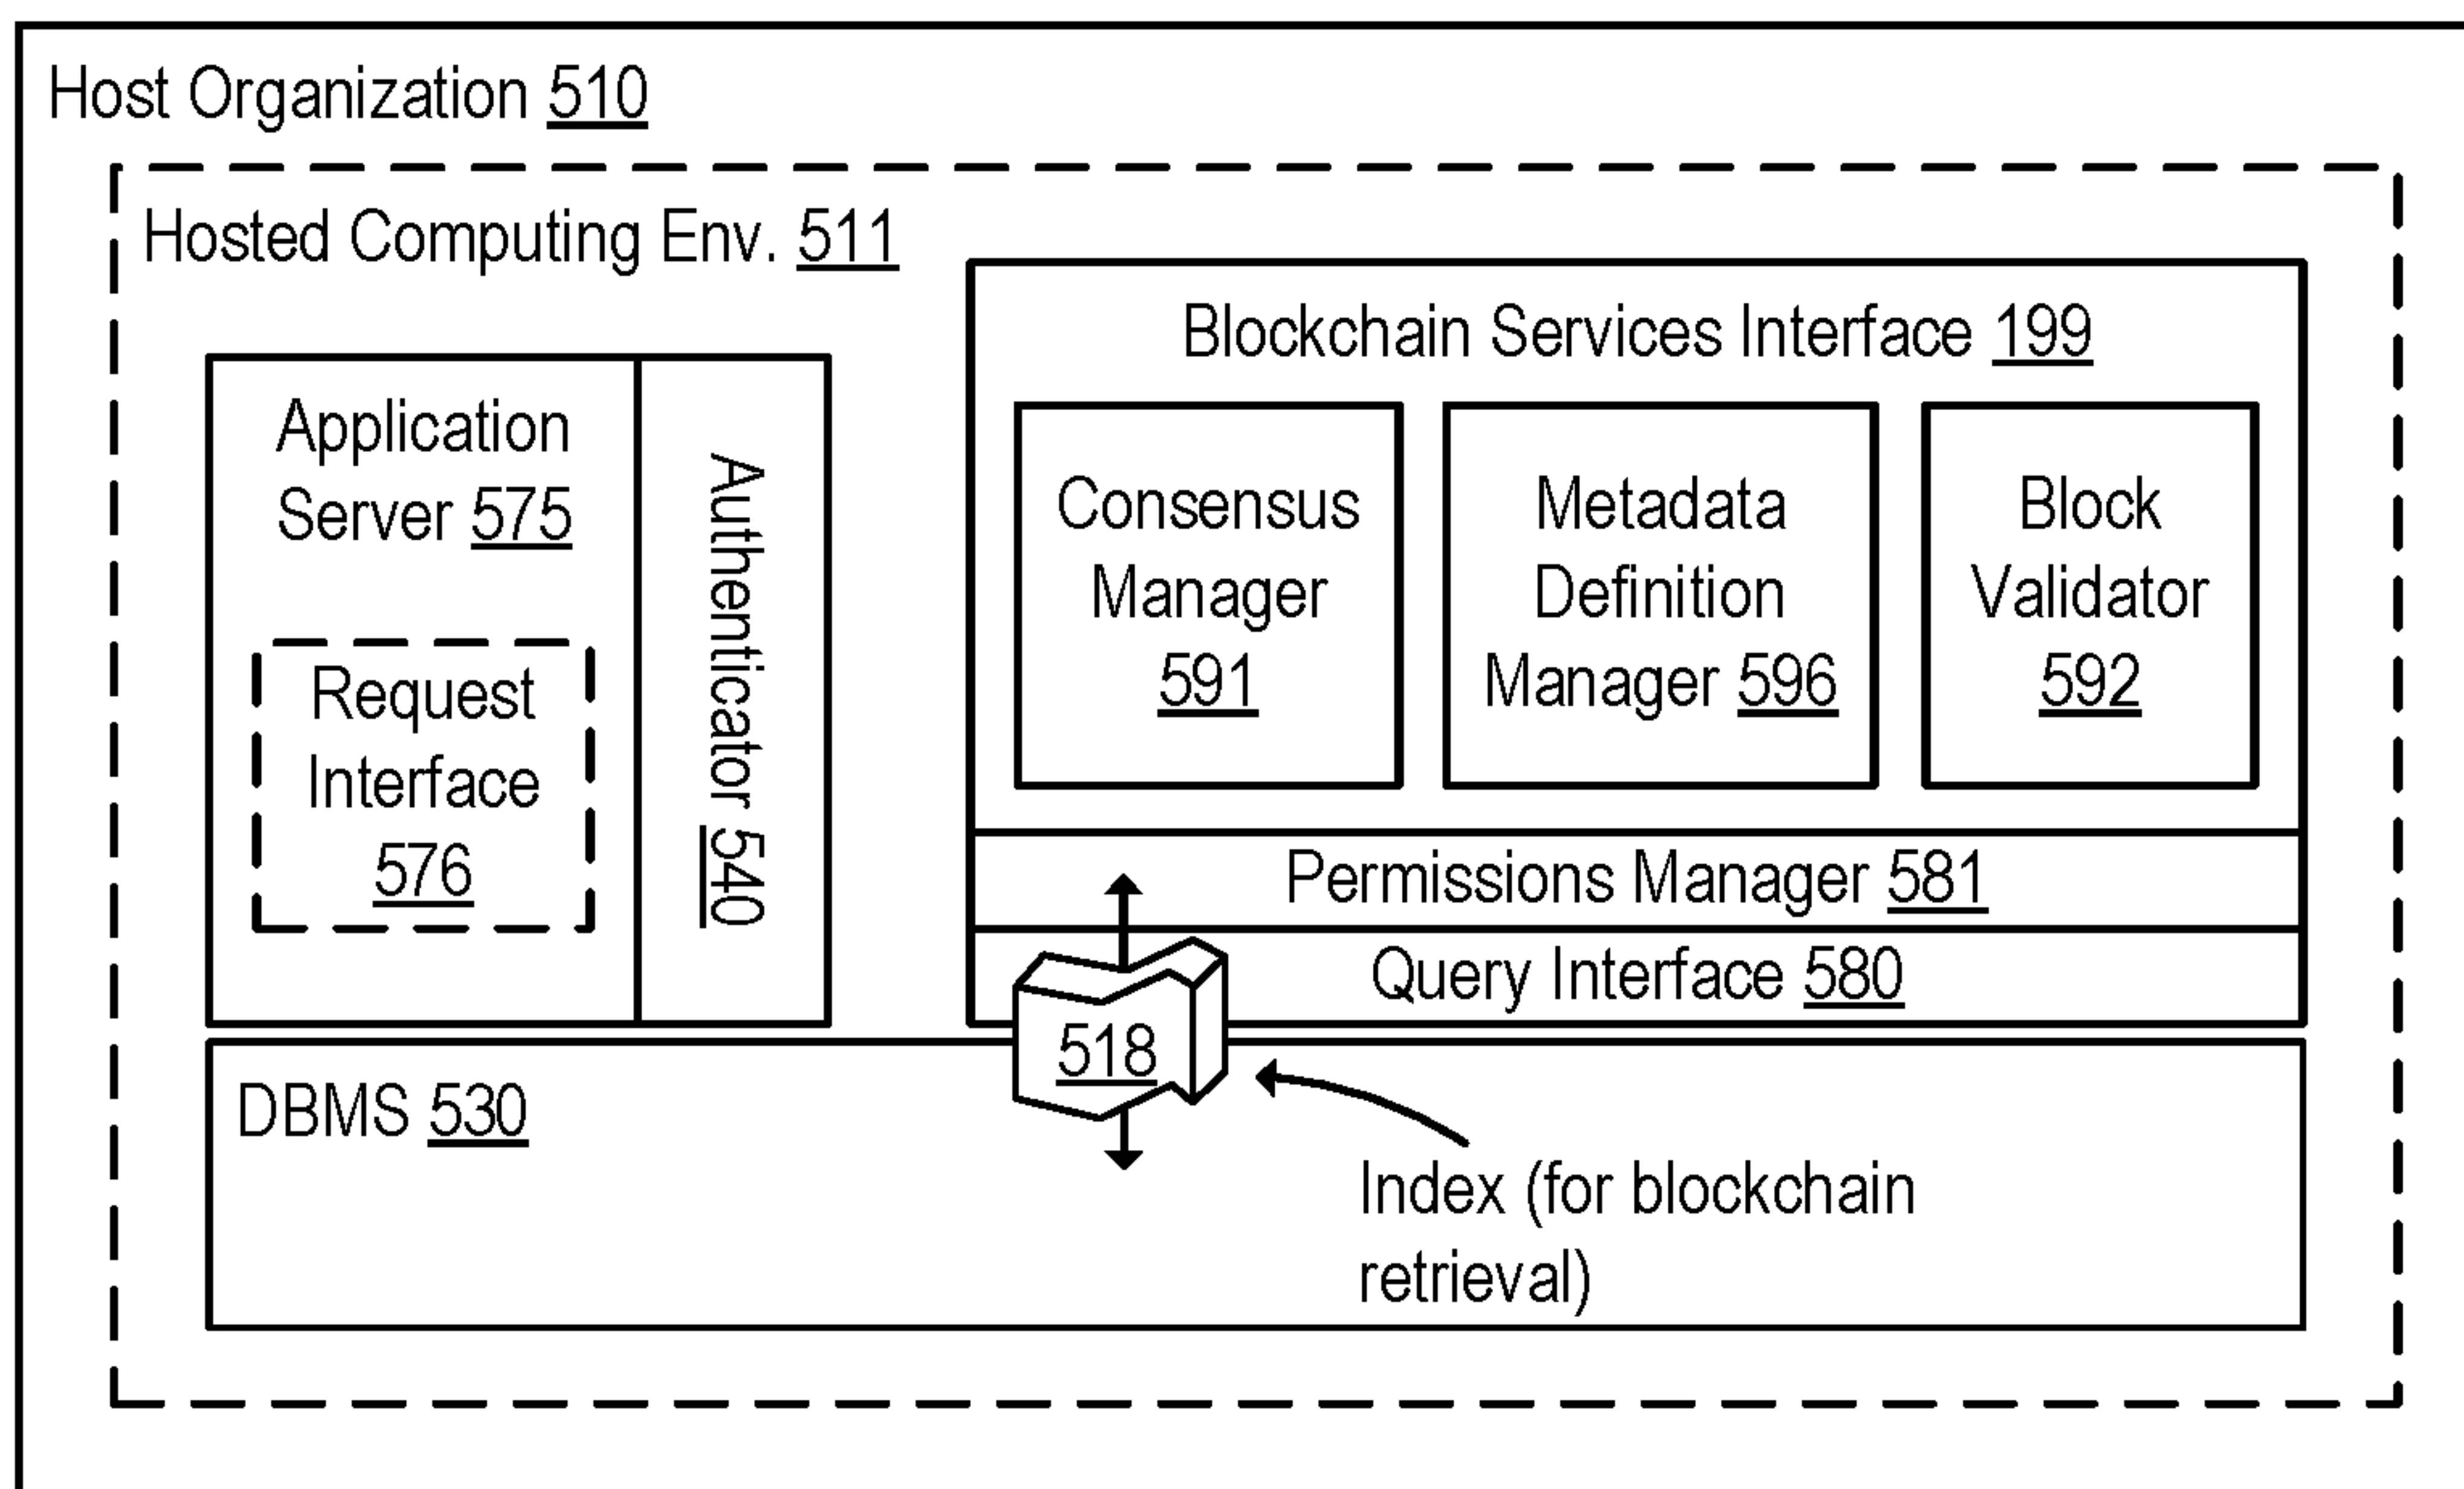 Host Organization 510
Hosted Computing Env. 511
Application
Server 575
Request
Interface
576
Authenticator 540
Blockchain Services Interface 199
Consensus
Manager
591
Metadata
Definition
Manager 596
Block
Validator
592
Permissions Manager 581
Query Interface 580
518
DBMS 530
Index (for blockchain
retrieval)